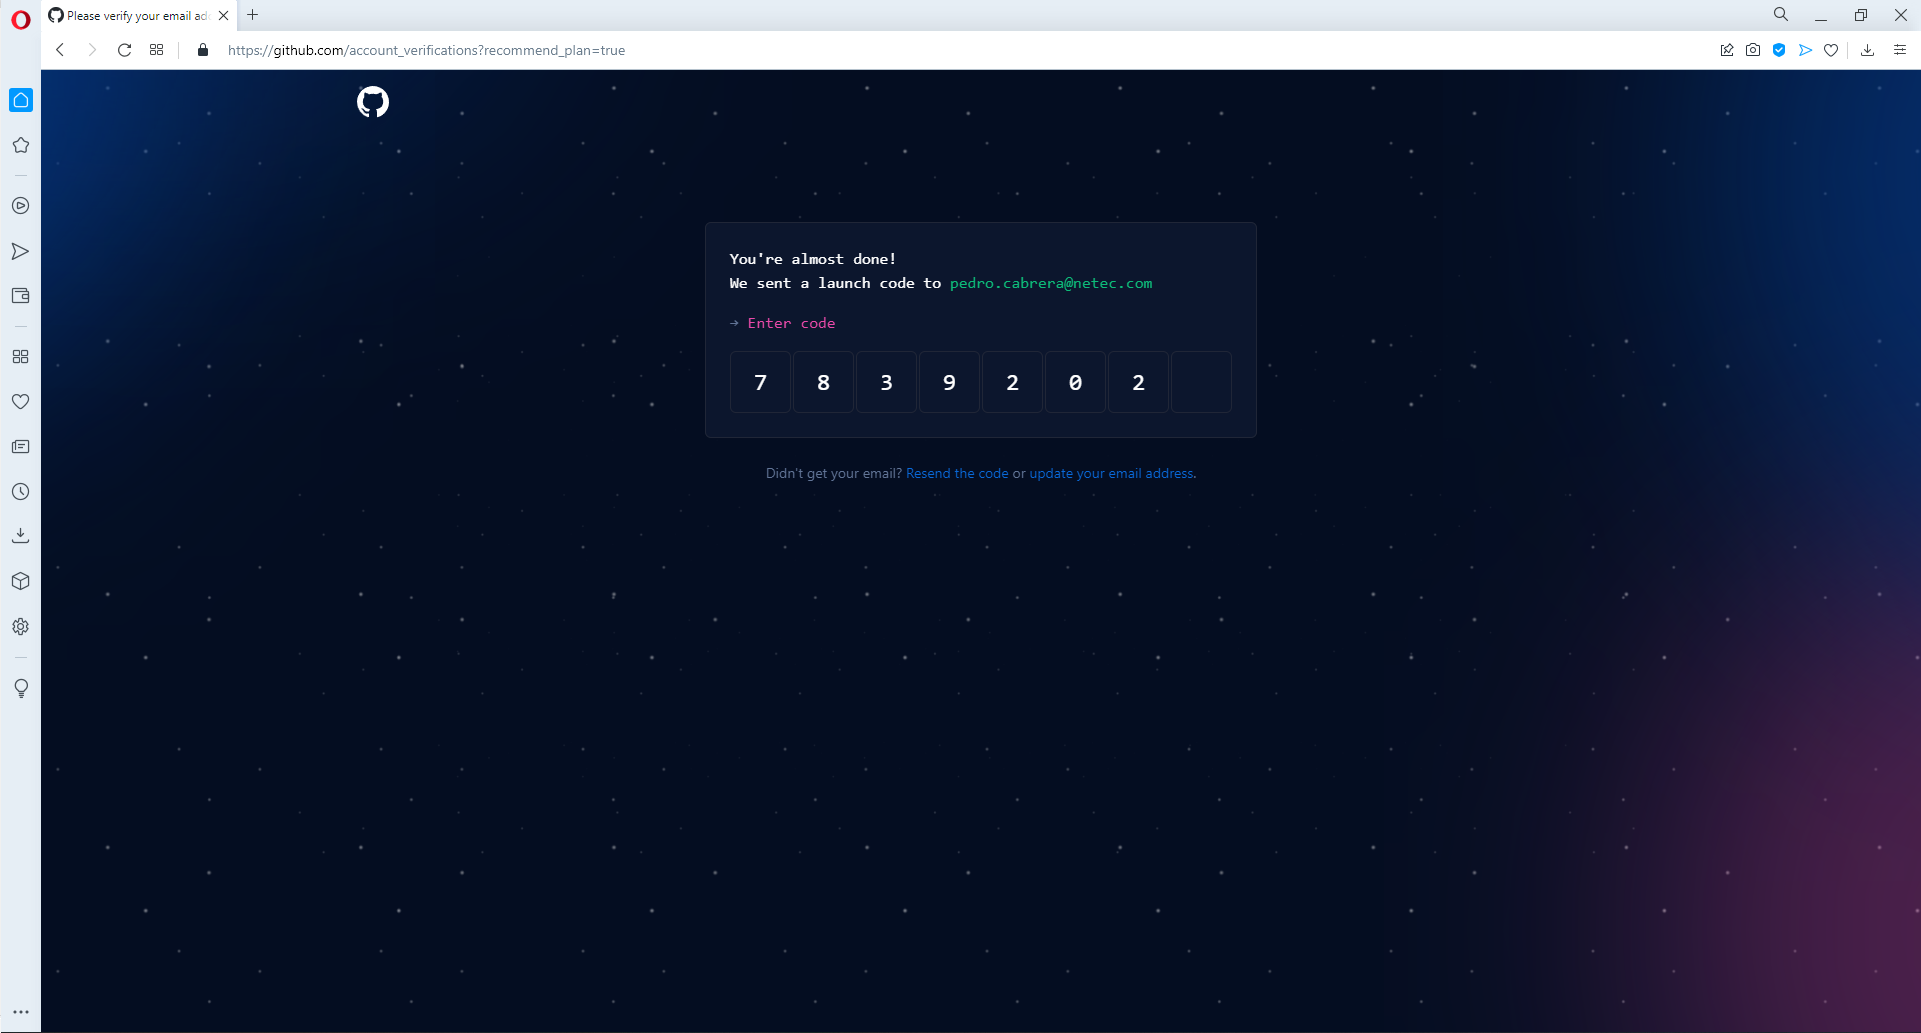 Please verify your email ad
https://github.com/account_verifications?recommend_plan=true
You're almost done!
We sent a launch code to pedro.cabrera@netec.com
→ Enter code
7 8 3 9 2 0 2
Didn't get your email? Resend the code or update your email address.